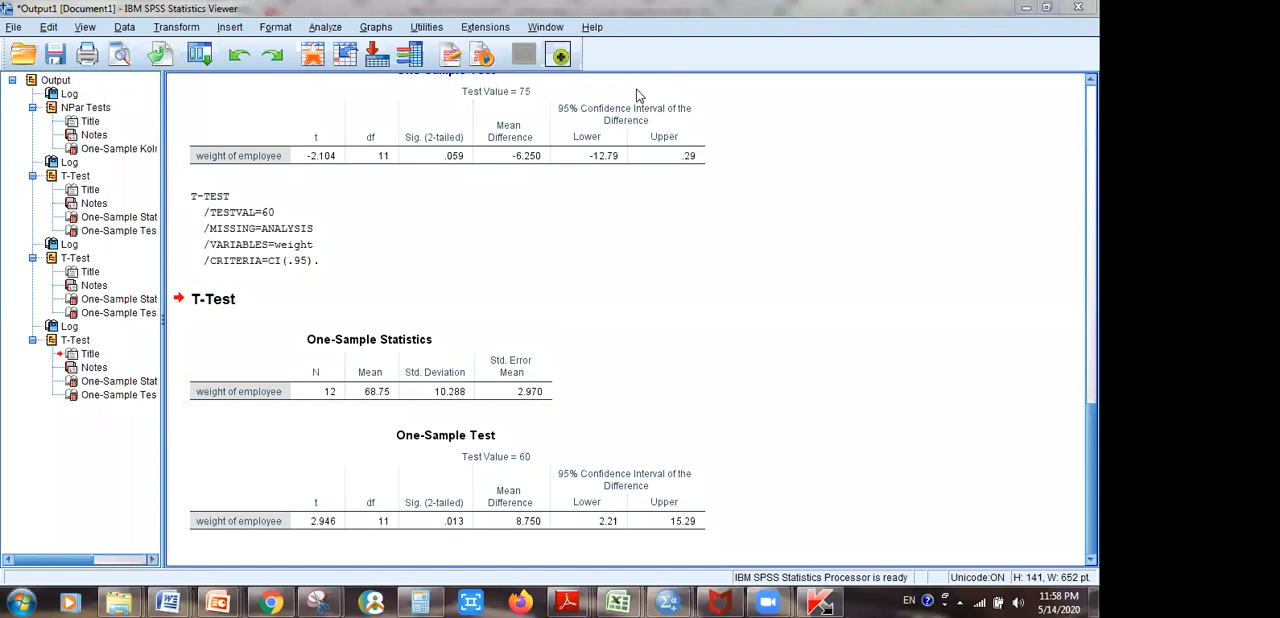 *Output1 [Document1] - IBM SPSS Statistics Viewer
File Edit View Data Transform Insert Format Analyze Graphs Utilities Extensions Window Help
Output
Log
NPar Tests
Title
Notes
One-Sample Kolr
Log
T-Test
Title
Notes
One-Sample Stat
One-Sample Tes
Log
T-Test
Title
Notes
One-Sample Stat
One-Sample Tes
Log
T-Test
Title
Notes
One-Sample Stat
One-Sample Tes
One-Sample Test
Test Value = 75
95% Confidence Interval of the
Difference
t df Sig. (2-tailed) Mean Difference Lower Upper
weight of employee -2.104 11 .059 -6.250 -12.79 .29
T-TEST
/TESTVAL=60
/MISSING=ANALYSIS
/VARIABLES=weight
/CRITERIA=CI(.95).
T-Test
One-Sample Statistics
N Mean Std. Deviation Std. Error Mean
weight of employee 12 68.75 10.288 2.970
One-Sample Test
Test Value = 60
95% Confidence Interval of the
Difference
t df Sig. (2-tailed) Mean Difference Lower Upper
weight of employee 2.946 11 .013 8.750 2.21 15.29
IBM SPSS Statistics Processor is ready Unicode:ON H: 141, W: 652 pt.
EN 11:58 PM
5/14/2020